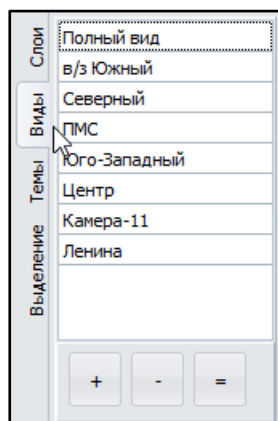 Слои
Виды
Темы
Выделение
Полный вид
в/з Южный
Северный
ПМС
Юго-Западный
Центр
Камера-11
Ленина
+ - =